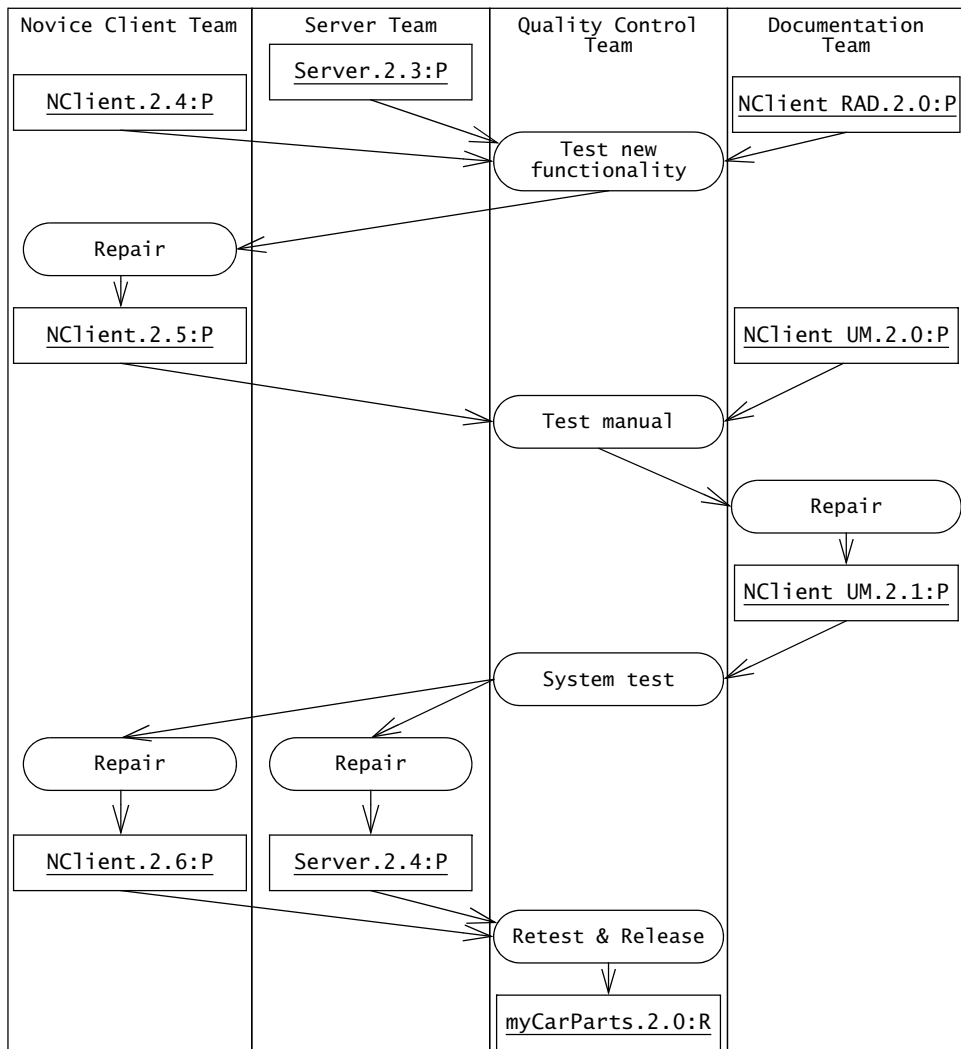 Novice Client Team
Server Team
Quality Control
Team
Documentation
Team
Server.2.3:P
NClient.2.4:P
NClient RAD.2.0:P
Test new
functionality
Repair
NClient.2.5:P
NClient UM.2.0:P
Test manual
Repair
NClient UM.2.1:P
System test
Repair
Repair
NClient.2.6:P
Server.2.4:P
Retest & Release
myCarParts.2.0:R